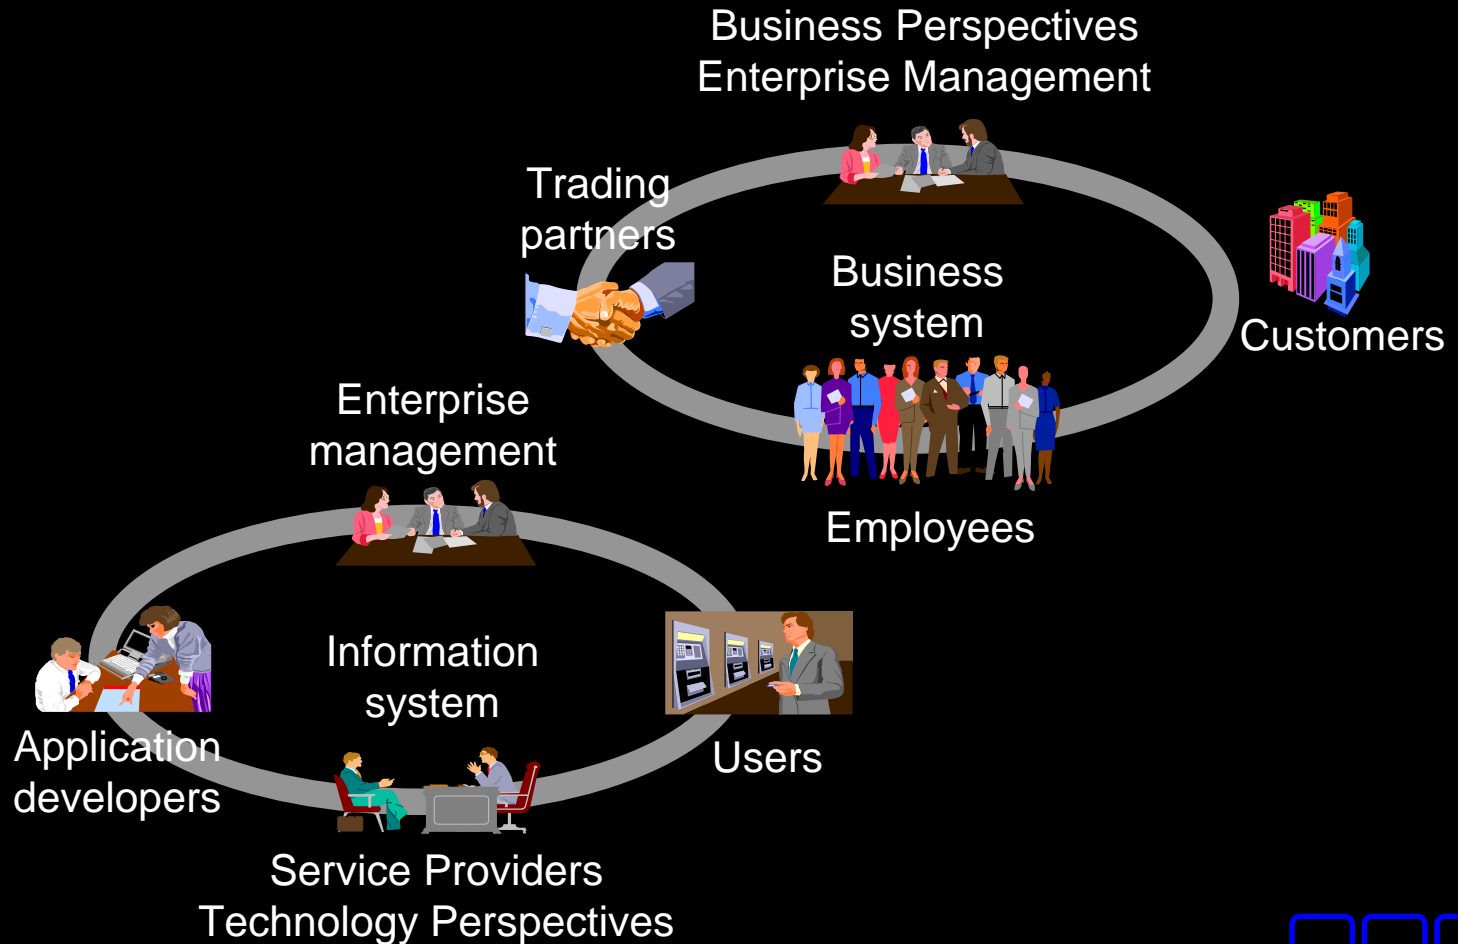 Business Perspectives
Enterprise Management
Trading
partners
Business
system
Customers
Employees
Enterprise
management
Information
system
Application
developers
Users
Service Providers
Technology Perspectives